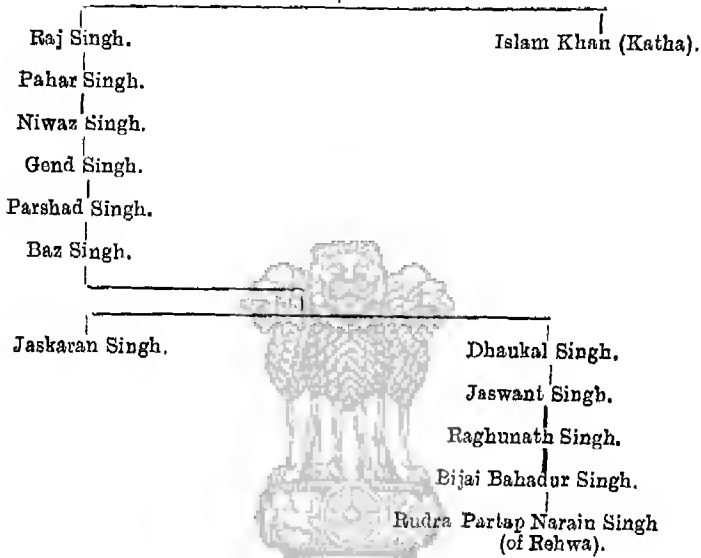 Raj Singh.
Islam Khan (Katha).
Pahar Singh.
Niwaz Singh.
Gend Singh.
Parshad Singh.
Baz Singh.
Jaskaran Singh.
Dhaukal Singh.
Jaswant Singh.
Raghunath Singh.
Bijai Bahadur Singh.
Rudra Partap Narain Singh
(of Rehwa).